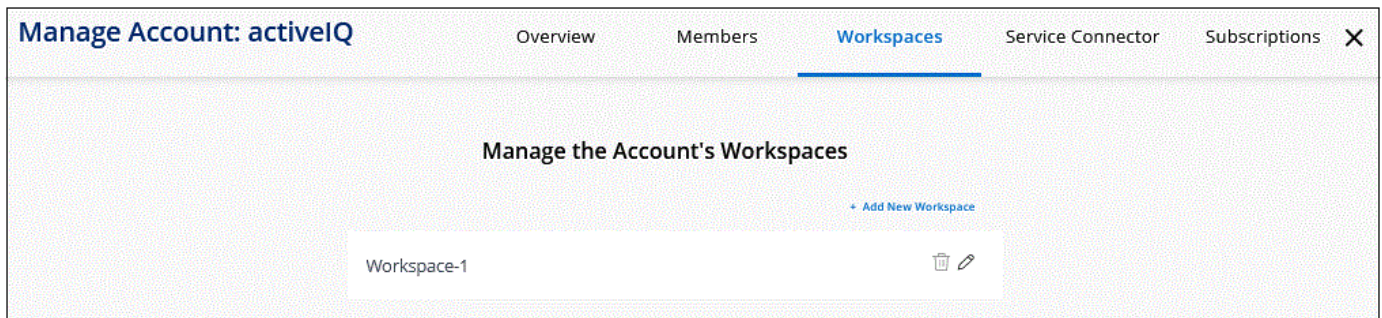 Manage Account: activeIQ
Overview Members Workspaces Service Connector Subscriptions
Manage the Account's Workspaces
+ Add New Workspace
Workspace-1